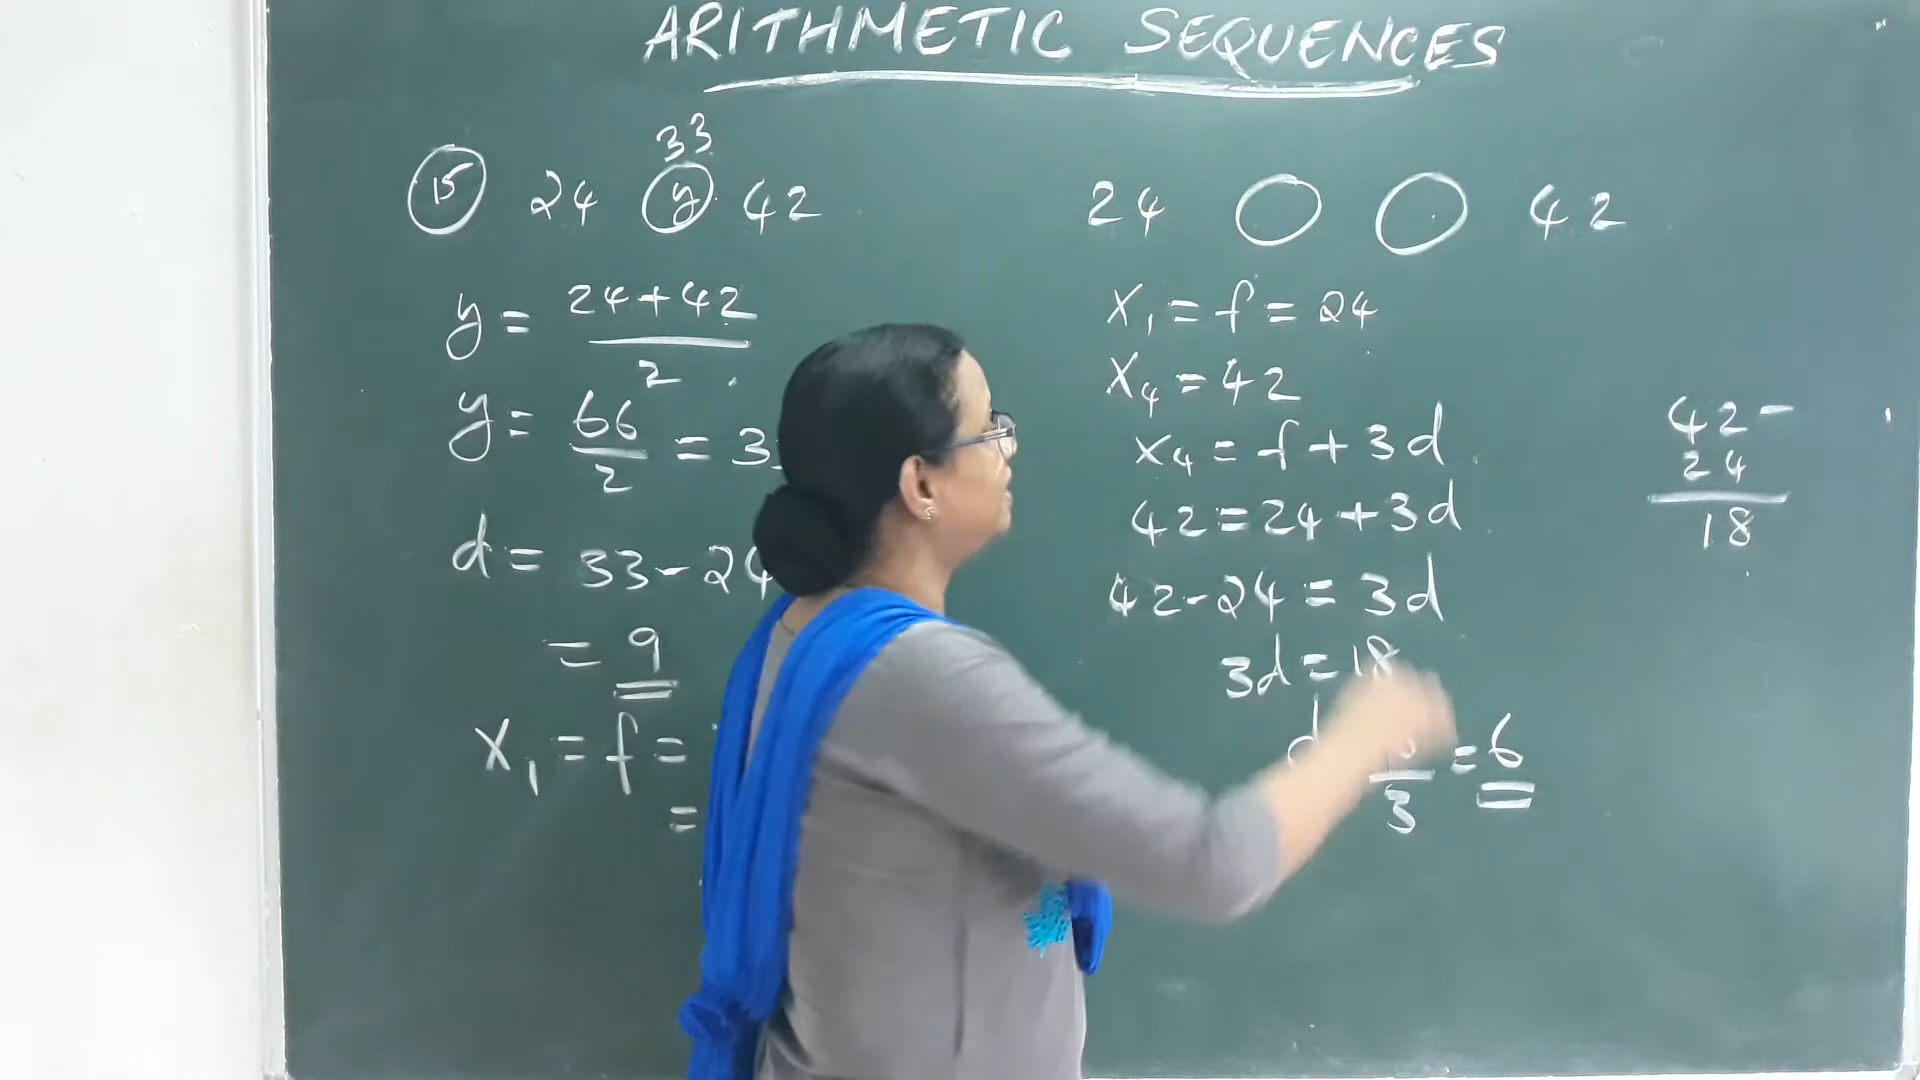 ARITHMETIC SEQUENCES
33
15 24 y 42
y = 24+42
2
y = 66/2 = 33
d = 33-24
= 9
x₁ = f =
=
24 42
x₁ = f = 24
x₄ = 42
x₄ = f + 3d
42 = 24 + 3d
42-24 = 3d
3d = 18
d
3 = 6
42 -
24
18